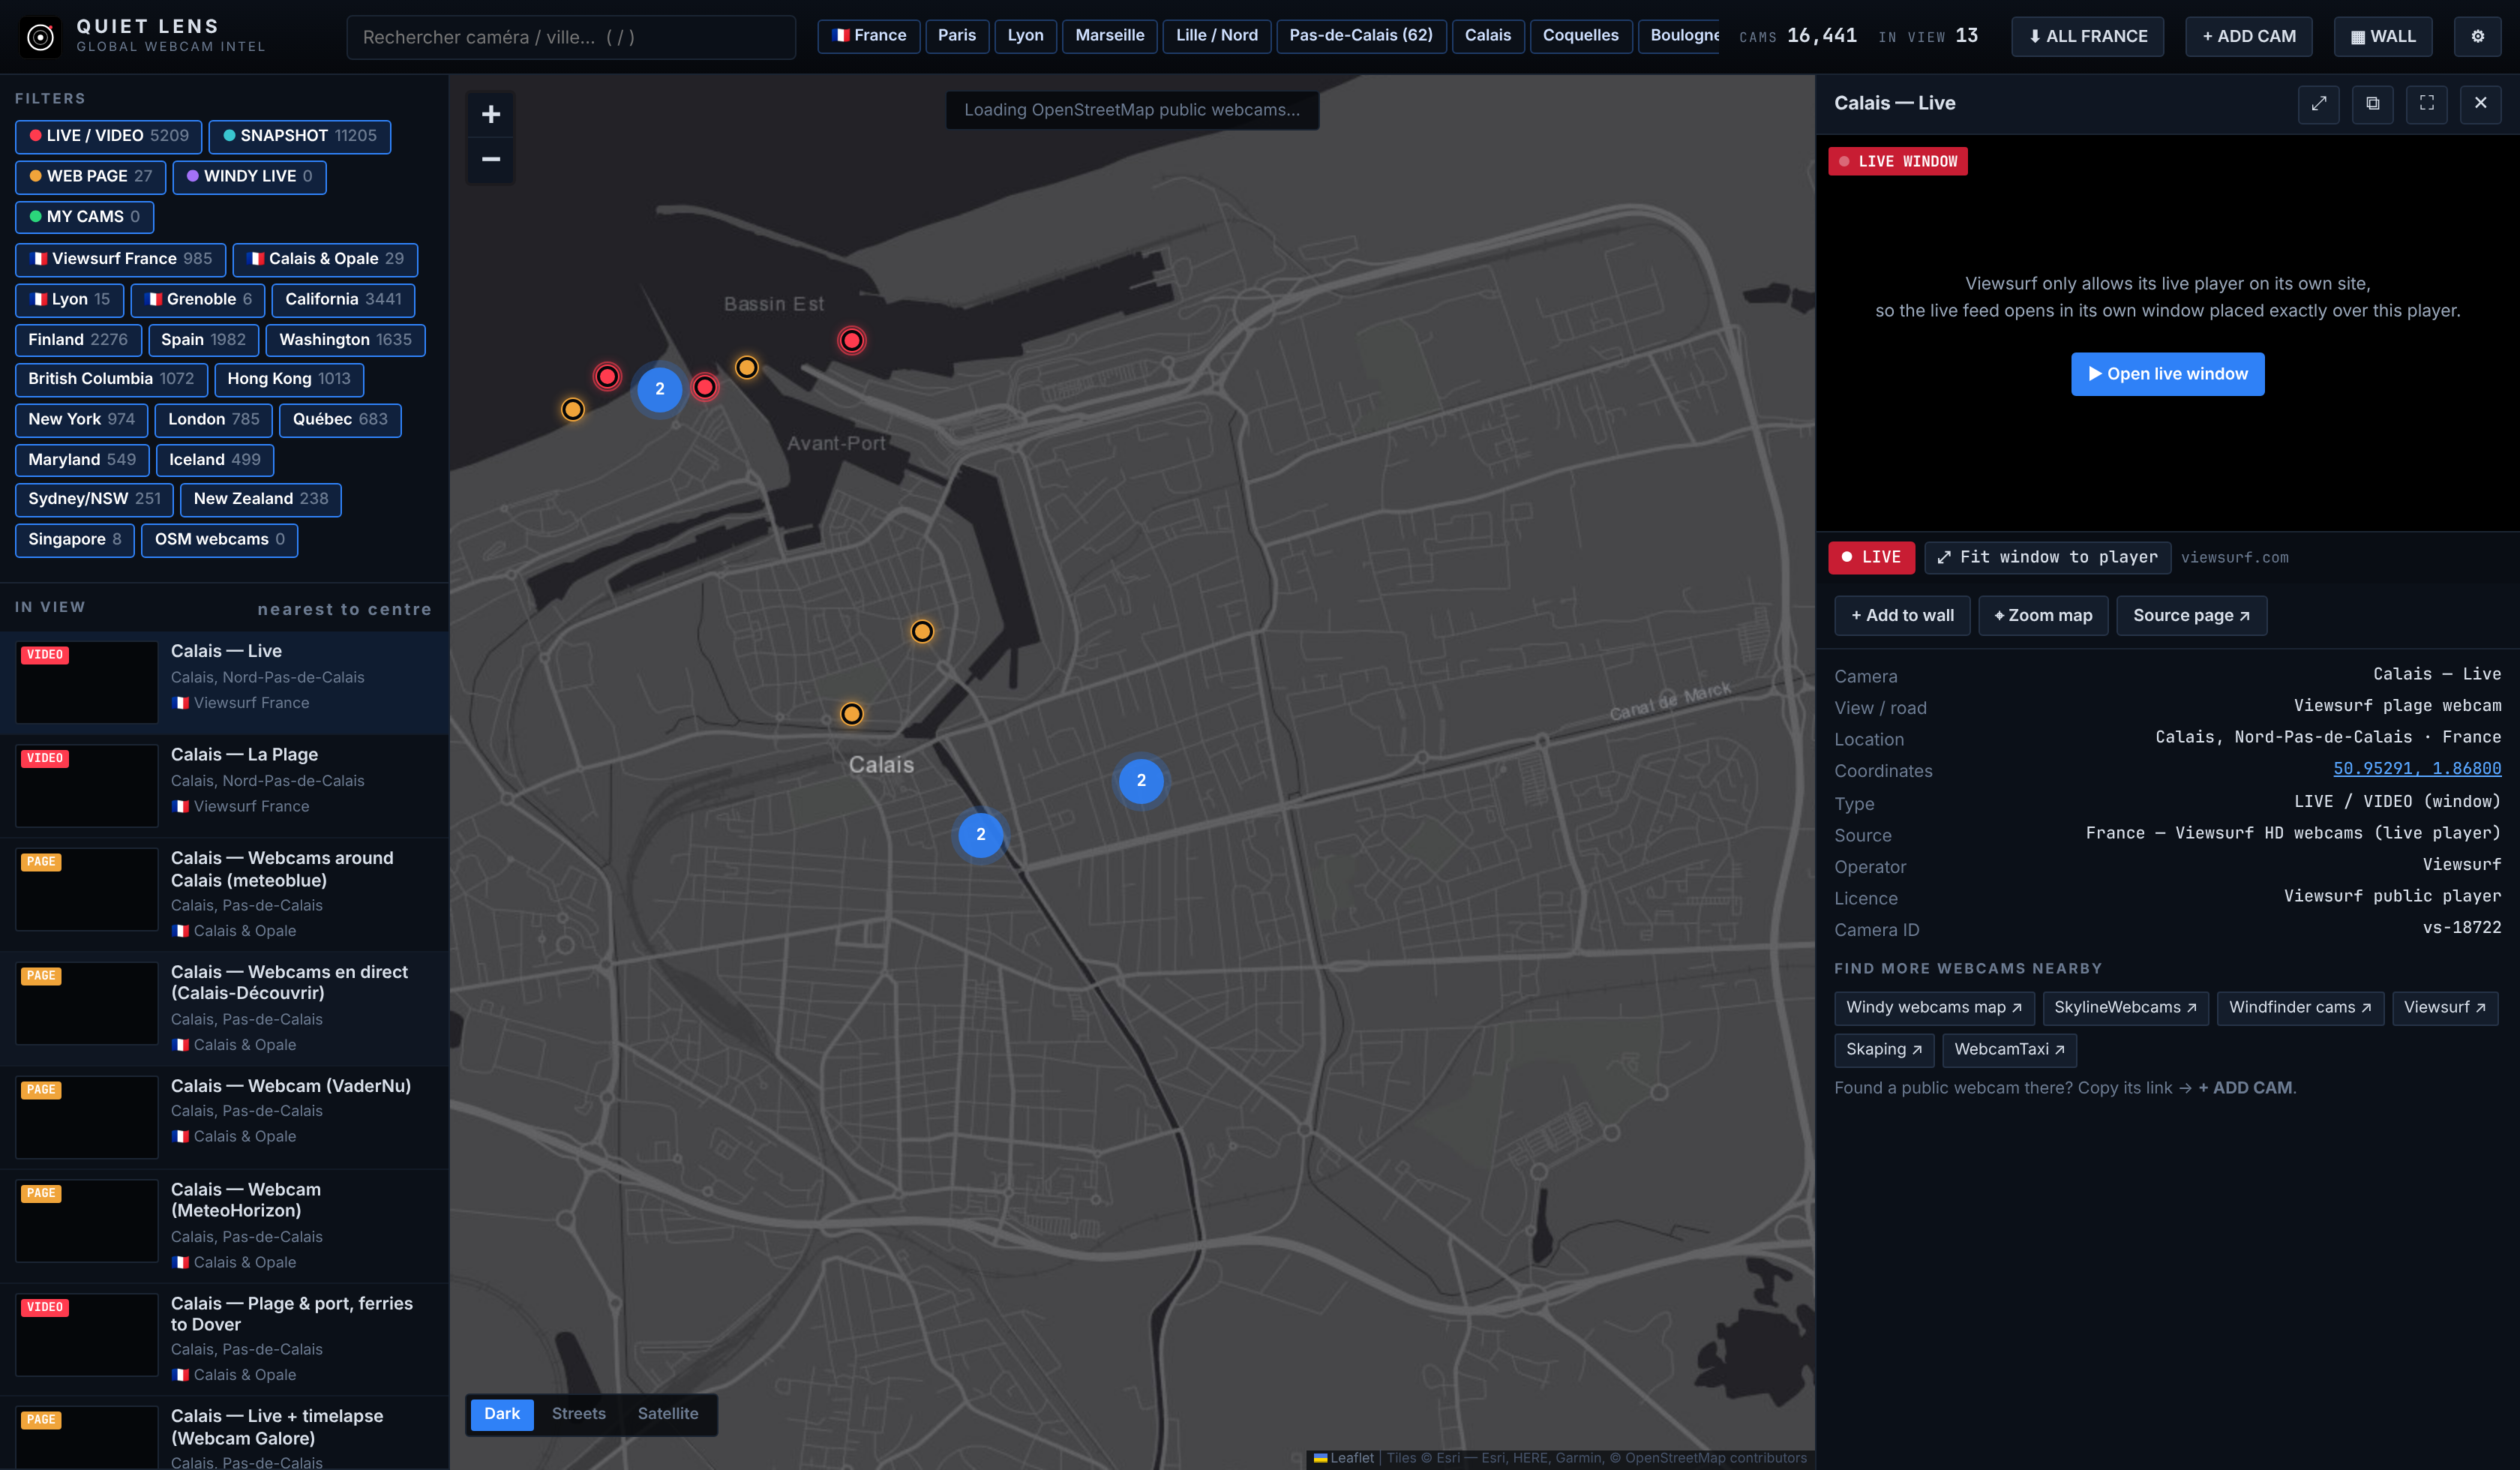 QUIET LENS
GLOBAL WEBCAM INTEL
Rechercher caméra / ville... ( / )
France
Paris
Lyon
Marseille
Lille / Nord
Pas-de-Calais (62)
Calais
Coquelles
Boulogne
CAMS 16,441
IN VIEW 13
⬇ ALL FRANCE
+ ADD CAM
▦ WALL
FILTERS
LIVE / VIDEO 5209
SNAPSHOT 11205
WEB PAGE 27
WINDY LIVE 0
MY CAMS 0
Viewsurf France 985
Calais & Opale 29
Lyon 15
Grenoble 6
California 3441
Finland 2276
Spain 1982
Washington 1635
British Columbia 1072
Hong Kong 1013
New York 974
London 785
Québec 683
Maryland 549
Iceland 499
Sydney/NSW 251
New Zealand 238
Singapore 8
OSM webcams 0
IN VIEW
nearest to centre
VIDEO
Calais — Live
Calais, Nord-Pas-de-Calais
Viewsurf France
VIDEO
Calais — La Plage
Calais, Nord-Pas-de-Calais
Viewsurf France
PAGE
Calais — Webcams around
Calais (meteoblue)
Calais, Pas-de-Calais
Calais & Opale
PAGE
Calais — Webcams en direct
(Calais-Découvrir)
Calais, Pas-de-Calais
Calais & Opale
PAGE
Calais — Webcam (VaderNu)
Calais, Pas-de-Calais
Calais & Opale
PAGE
Calais — Webcam
(MeteoHorizon)
Calais, Pas-de-Calais
Calais & Opale
VIDEO
Calais — Plage & port, ferries
to Dover
Calais, Pas-de-Calais
Calais & Opale
PAGE
Calais — Live + timelapse
(Webcam Galore)
Calais, Pas-de-Calais
+
−
Loading OpenStreetMap public webcams...
Bassin Est
2
Avant-Port
Canal de Marck
Calais
2
2
Dark
Streets
Satellite
Leaflet | Tiles © Esri — Esri, HERE, Garmin, © OpenStreetMap contributors
Calais — Live
LIVE WINDOW
Viewsurf only allows its live player on its own site,
so the live feed opens in its own window placed exactly over this player.
▶ Open live window
LIVE
⤢ Fit window to player
viewsurf.com
+ Add to wall
⌖ Zoom map
Source page ↗
Camera
Calais — Live
View / road
Viewsurf plage webcam
Location
Calais, Nord-Pas-de-Calais · France
Coordinates
50.95291, 1.86800
Type
LIVE / VIDEO (window)
Source
France — Viewsurf HD webcams (live player)
Operator
Viewsurf
Licence
Viewsurf public player
Camera ID
vs-18722
FIND MORE WEBCAMS NEARBY
Windy webcams map ↗
SkylineWebcams ↗
Windfinder cams ↗
Viewsurf ↗
Skaping ↗
WebcamTaxi ↗
Found a public webcam there? Copy its link → + ADD CAM.